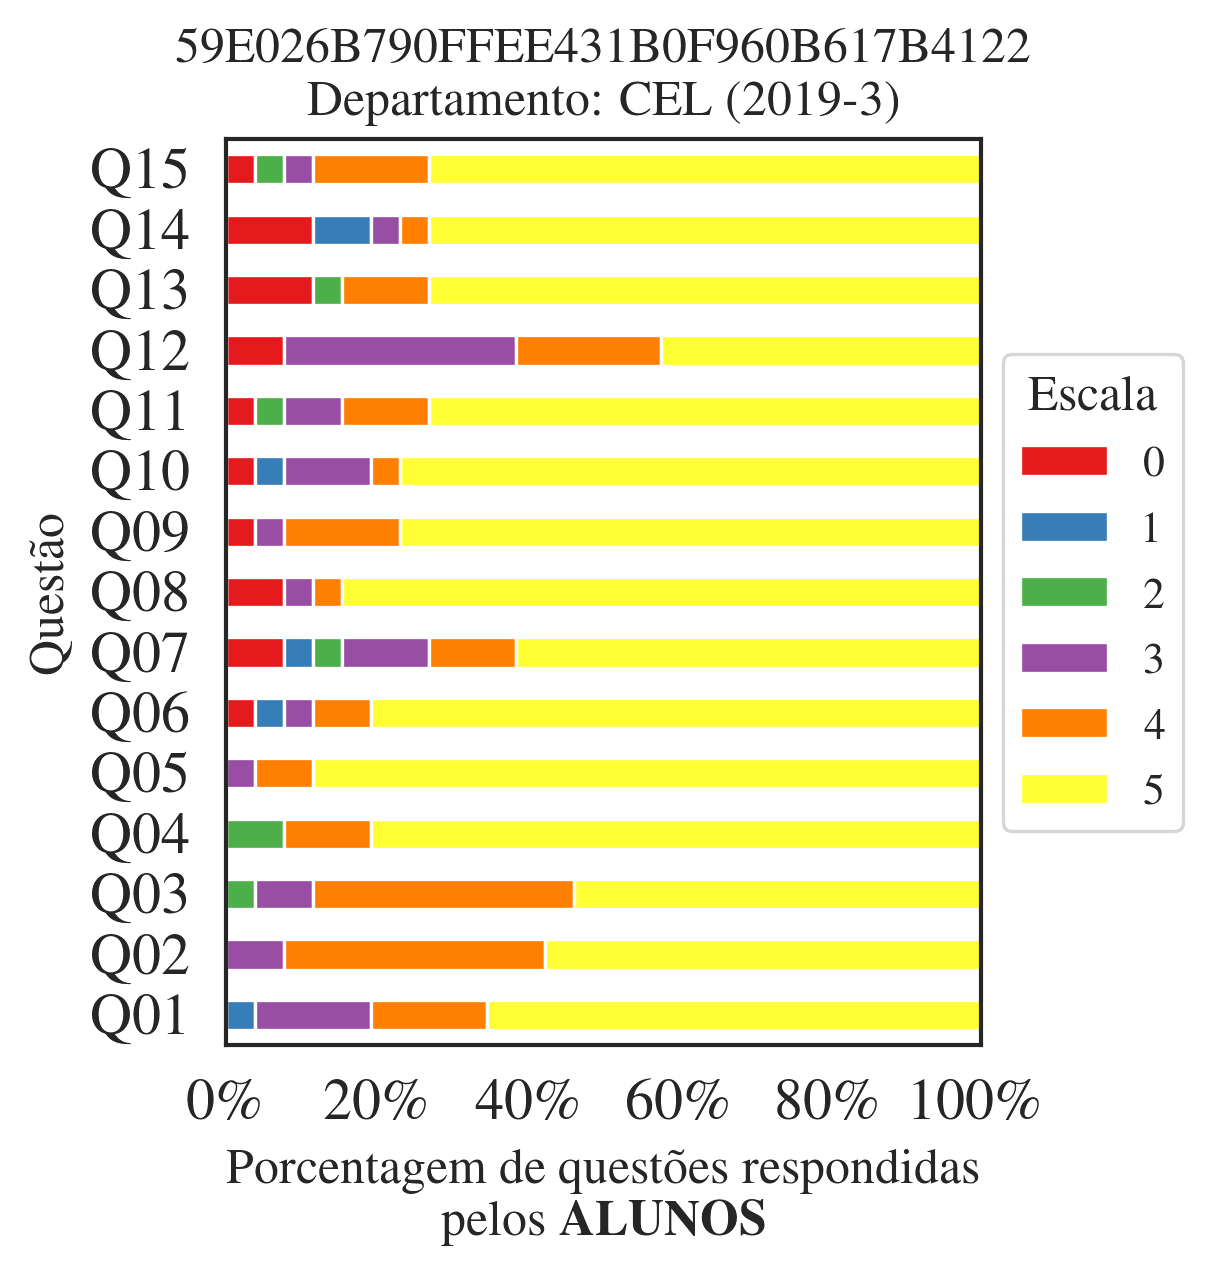 59E026B790FFEE431B0F960B617B4122
Departamento: CEL (2019-3)
Questão
Q15
Q14
Q13
Q12
Q11
Q10
Q09
Q08
Q07
Q06
Q05
Q04
Q03
Q02
Q01
0% 20% 40% 60% 80% 100%
Porcentagem de questões respondidas
pelos ALUNOS
Escala
0
1
2
3
4
5